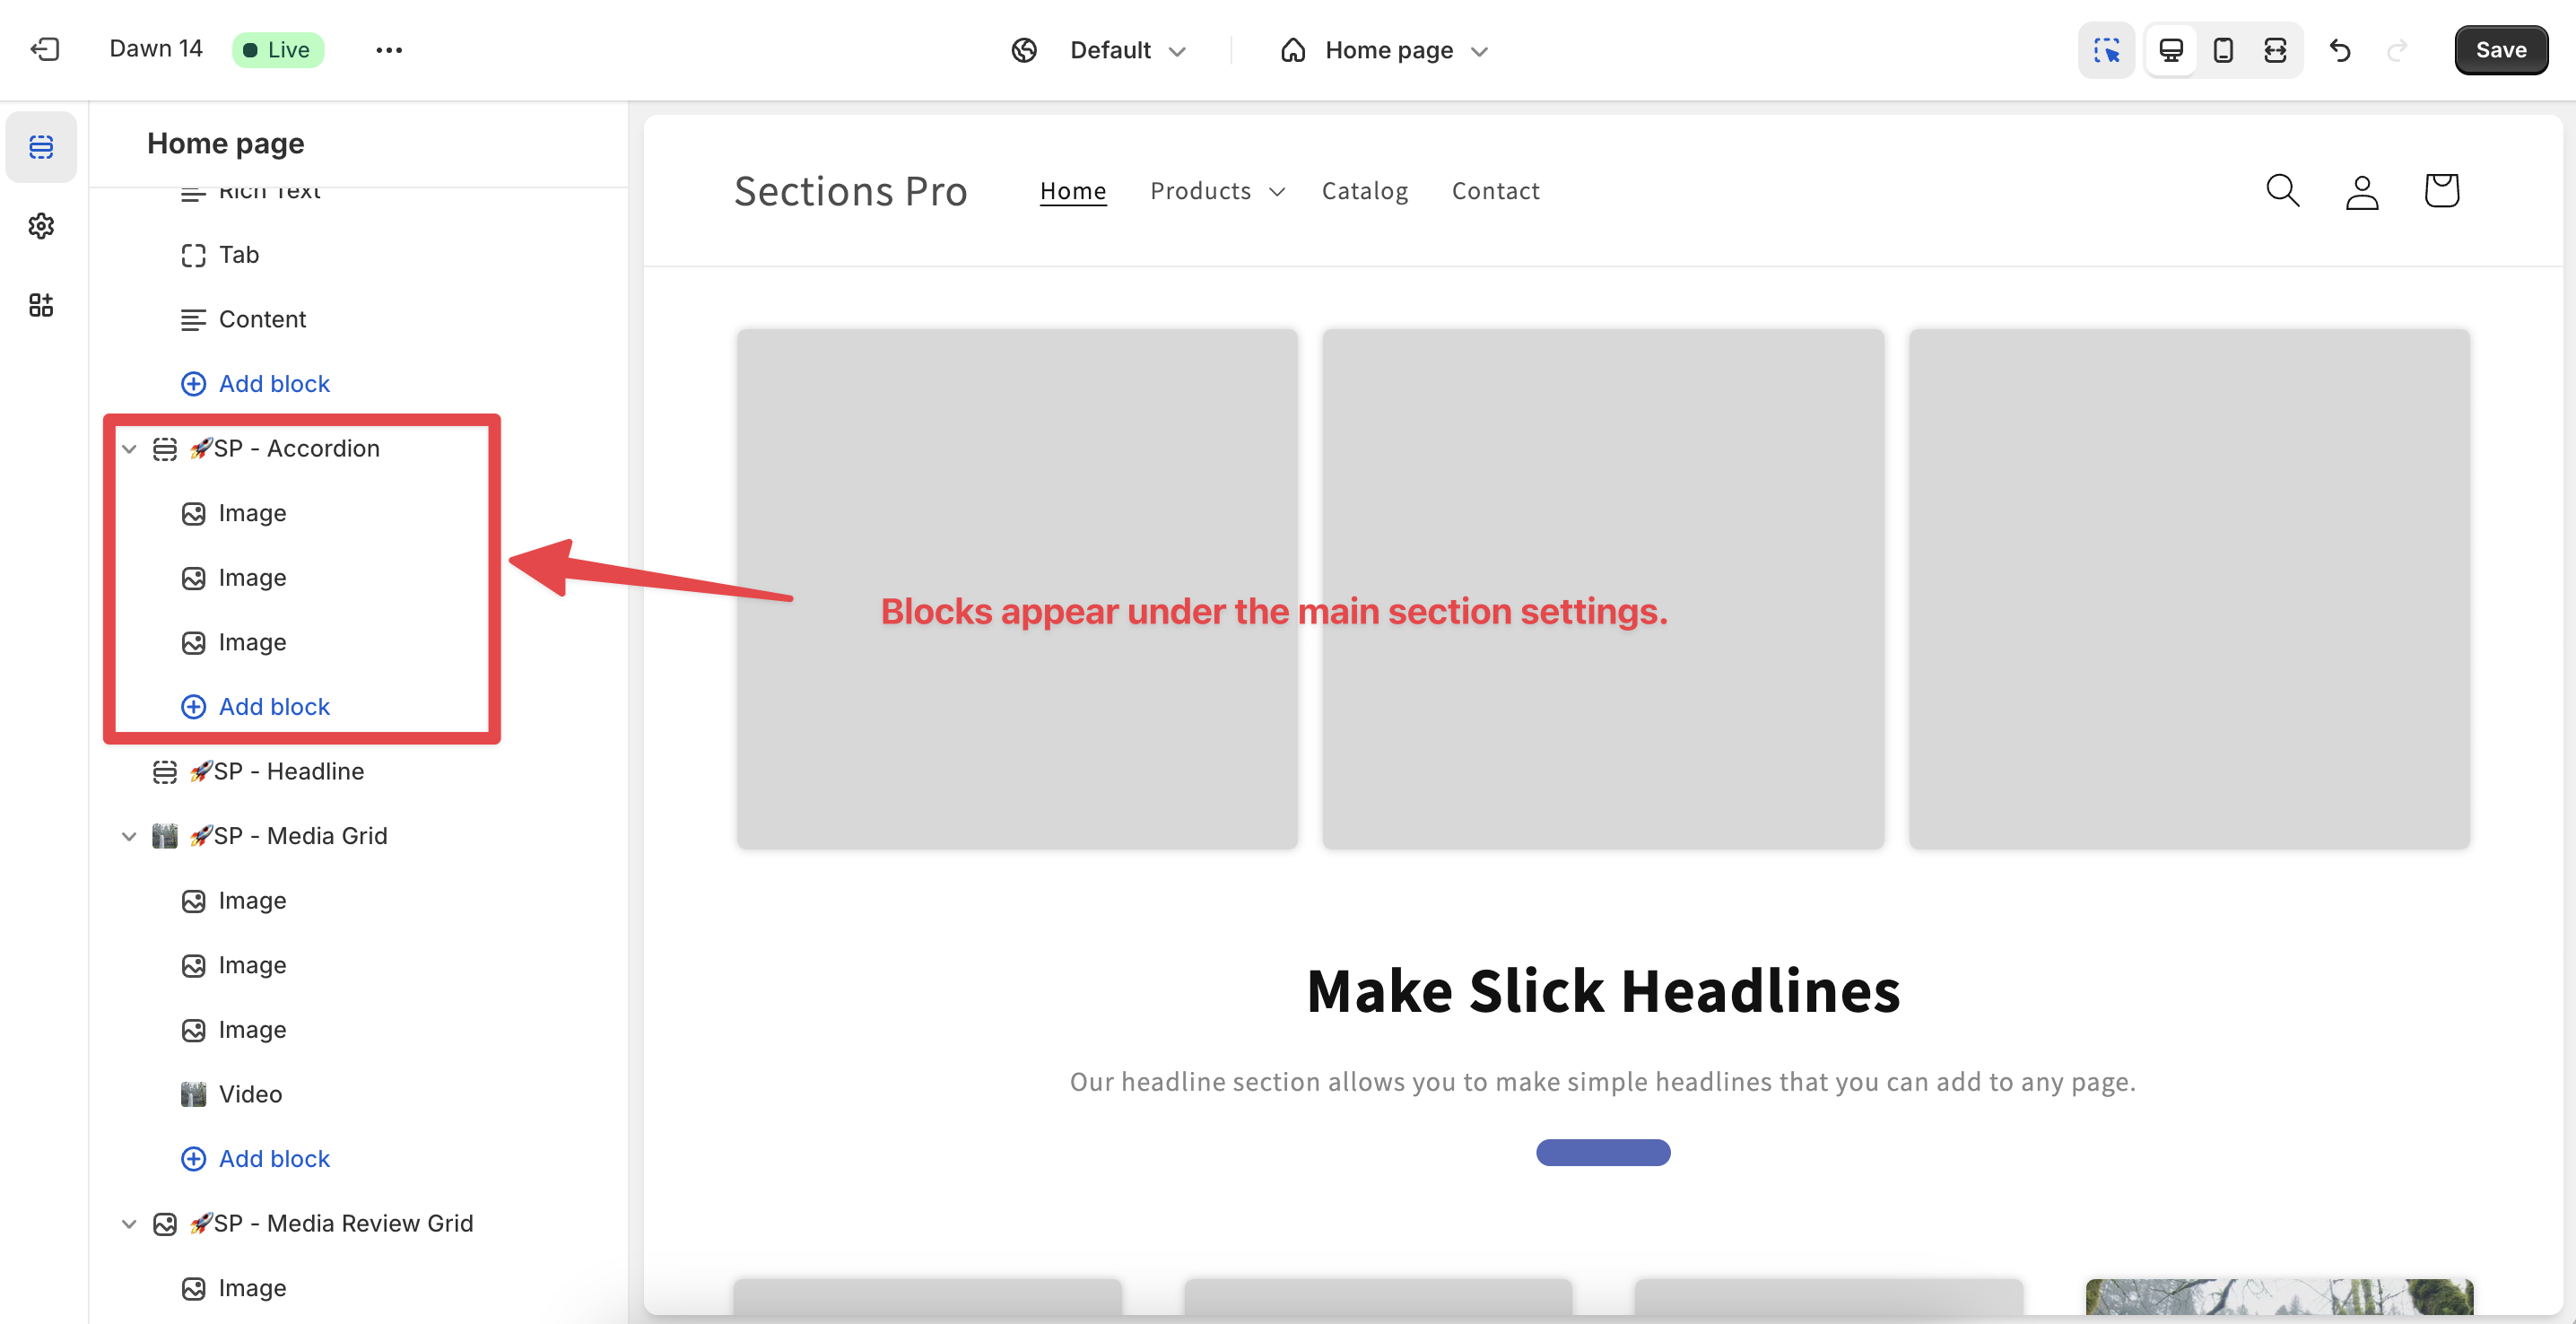 Dawn 14
Live
Default
Home page
Save
Home page
Rich Text
Tab
Content
Add block
🚀SP - Accordion
Image
Image
Image
Add block
🚀SP - Headline
🚀SP - Media Grid
Image
Image
Image
Video
Add block
🚀SP - Media Review Grid
Image
Sections Pro
Home
Products
Catalog
Contact
Blocks appear under the main section settings.
Make Slick Headlines
Our headline section allows you to make simple headlines that you can add to any page.